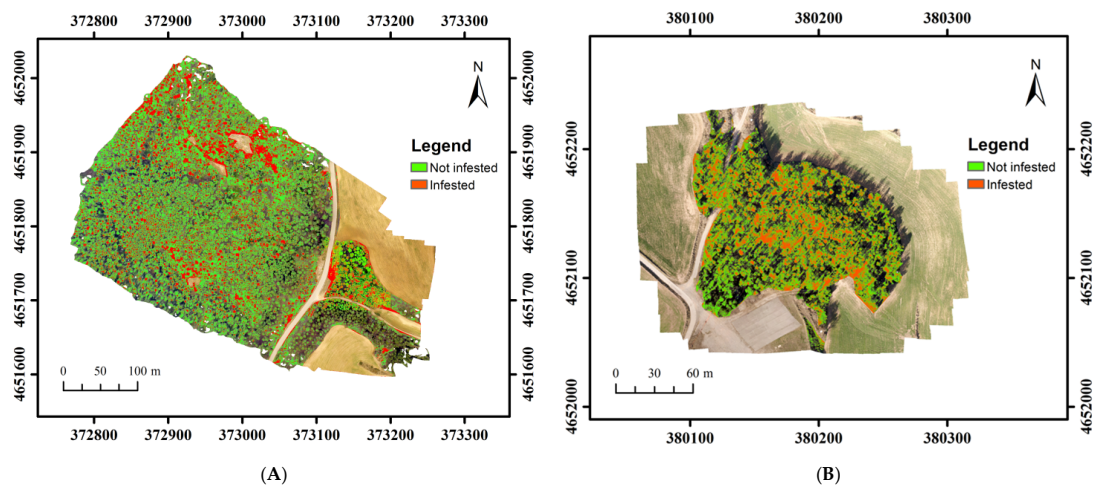 372800 372900 373000 373100 373200 373300
4652000 4651900 4651800 4651700 4651600
N
Legend
Not infested
Infested
0 50 100 m
4652000 4651900 4651800 4651700 4651600
372800 372900 373000 373100 373200 373300
(A)
380100 380200 380300
4652200 4652100 4652000
N
Legend
Not infested
Infested
0 30 60 m
4652200 4652100 4652000
380100 380200 380300
(B)